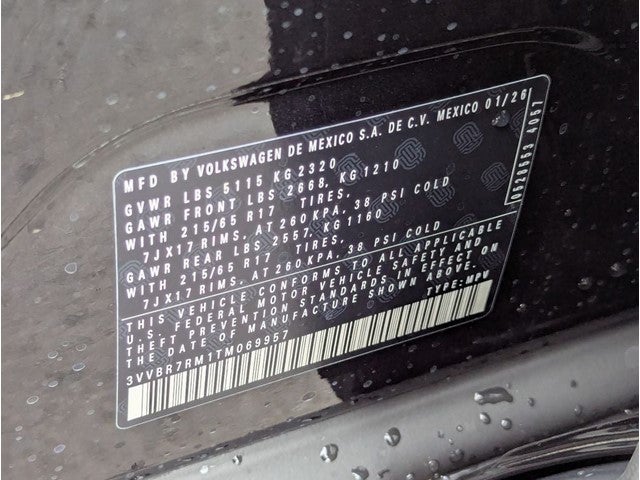 MFD BY VOLKSWAGEN DE MEXICO S.A. DE C.V. MEXICO 01/26
GVWR LBS 5115 KG 2320
GAWR FRONT LBS 2668, KG 1210
WITH 215/65 R17 TIRES,
7JX17 RIMS, AT 260 KPA, 38 PSI COLD
GAWR REAR LBS 2557, KG 1160
WITH 215/65 R17 TIRES,
7JX17 RIMS, AT 260 KPA, 38 PSI COLD
THIS VEHICLE CONFORMS TO ALL APPLICABLE
U.S. FEDERAL MOTOR VEHICLE SAFETY AND
THEFT PREVENTION STANDARDS IN EFFECT ON
THE DATE OF MANUFACTURE SHOWN ABOVE.
3VVBR7RM1TM069957 TYPE: MPV
0528663 4057